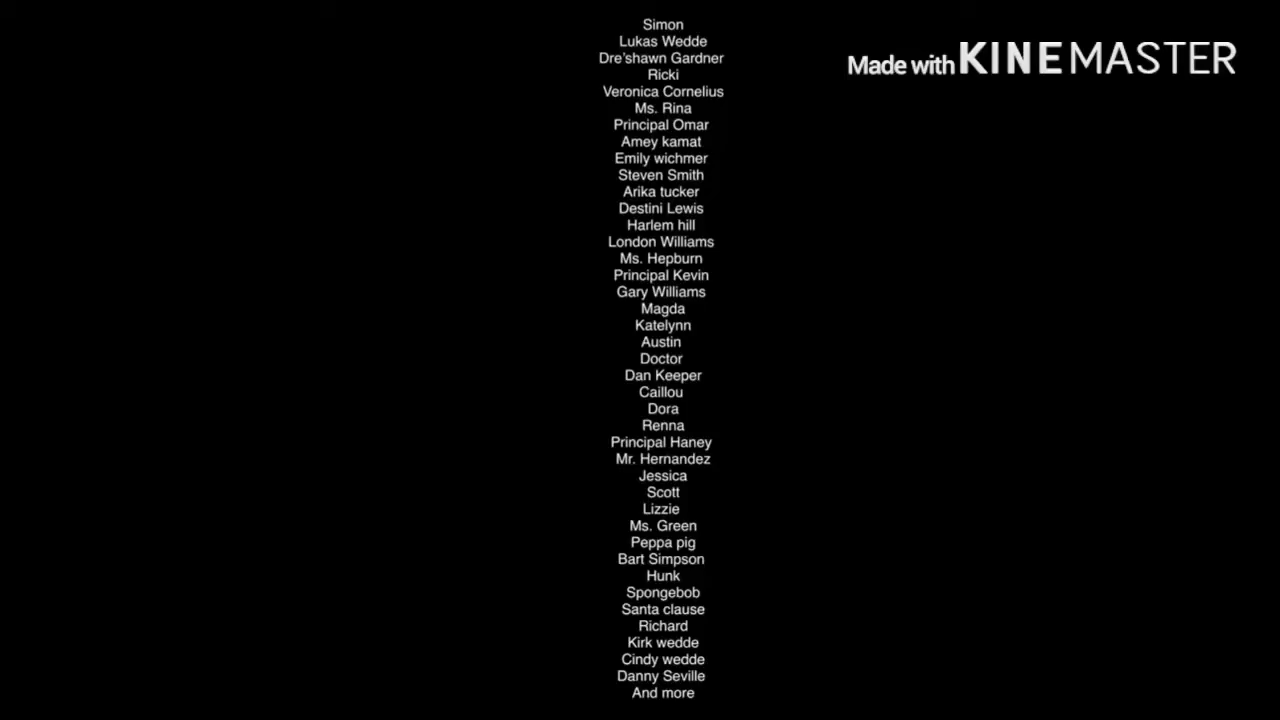 Simon
Lukas Wedde
Dre'shawn Gardner
Ricki
Veronica Cornelius
Ms. Rina
Principal Omar
Amey kamat
Emily wichmer
Steven Smith
Arika tucker
Destini Lewis
Harlem hill
London Williams
Ms. Hepburn
Principal Kevin
Gary Williams
Magda
Katelynn
Austin
Doctor
Dan Keeper
Caillou
Dora
Renna
Principal Haney
Mr. Hernandez
Jessica
Scott
Lizzie
Ms. Green
Peppa pig
Bart Simpson
Hunk
Spongebob
Santa clause
Richard
Kirk wedde
Cindy wedde
Danny Seville
And more
Made with KINEMASTER